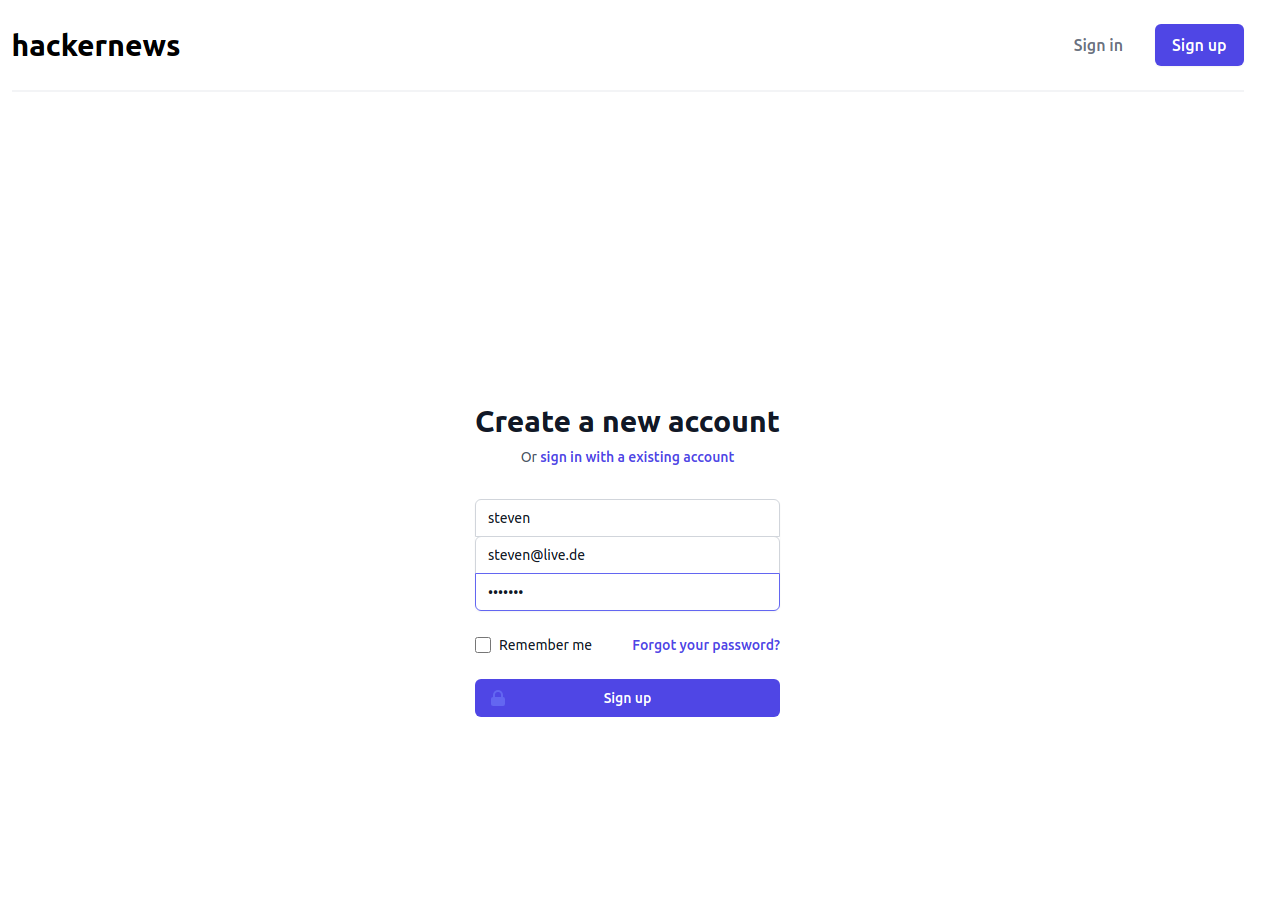 hackernews
Sign in
Sign up
Create a new account
Or sign in with a existing account
steven
steven@live.de
•••••••
Remember me
Forgot your password?
Sign up